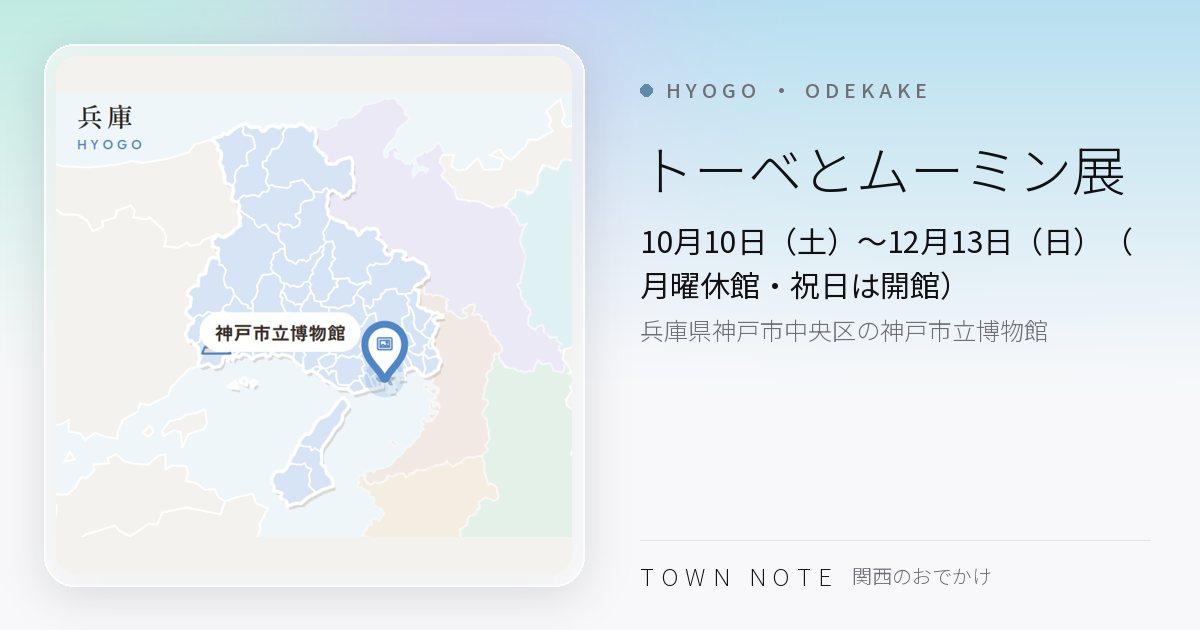 兵庫
HYOGO
神戸市立博物館
HYOGO ・ ODEKAKE
トーベとムーミン展
10月10日（土）〜12月13日（日）（
月曜休館・祝日は開館）
兵庫県神戸市中央区の神戸市立博物館
TOWN NOTE 関西のおでかけ